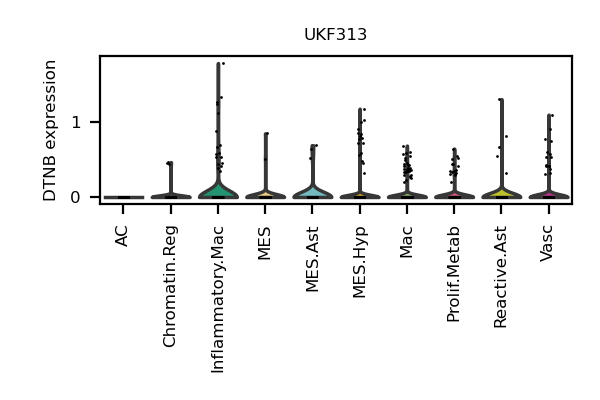 UKF313
DTNB expression
1
0
AC
Chromatin.Reg
Inflammatory.Mac
MES
MES.Ast
MES.Hyp
Mac
Prolif.Metab
Reactive.Ast
Vasc